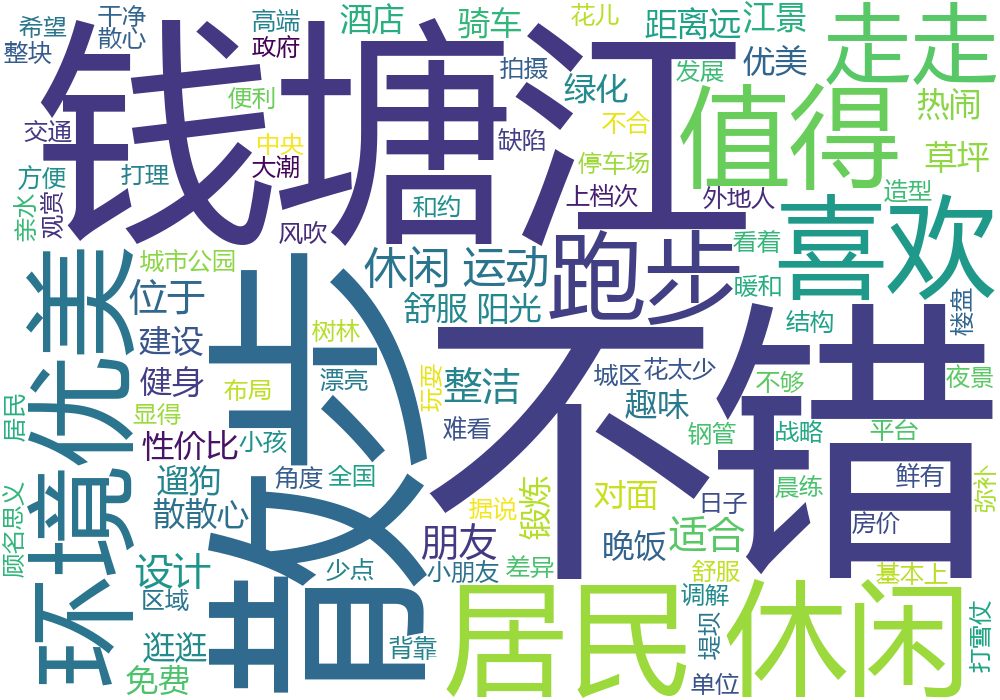 希望
干净
散心
整块
高端
政府
酒店
骑车
花儿
距离远
江景
走走
钱塘江
拍摄
绿化
发展
优美
值得
热闹
便利
交通
中央
大潮
缺陷
不合
停车场
草坪
方便
打理
亲水
观赏
和约
上档次
外地人
造型
喜欢
风吹
城市公园
休闲
运动
跑步
看着
位于
舒服
阳光
暖和
环境优美
散步
不错
建设
树林
结构
楼盘
健身
布局
漂亮
玩耍
整洁
城区
花太少
不够
夜景
居民
显得
趣味
性价比
小孩
难看
钢管
战略
平台
遛狗
角度
全国
晨练
鲜有
弥补
顾名思义
散散心
据说
锻炼
对面
日子
房价
朋友
晚饭
适合
设计
少点
小朋友
差异
舒服
基本上
区域
居民
休闲
调解
打雪仗
逛逛
背靠
堤坝
免费
单位